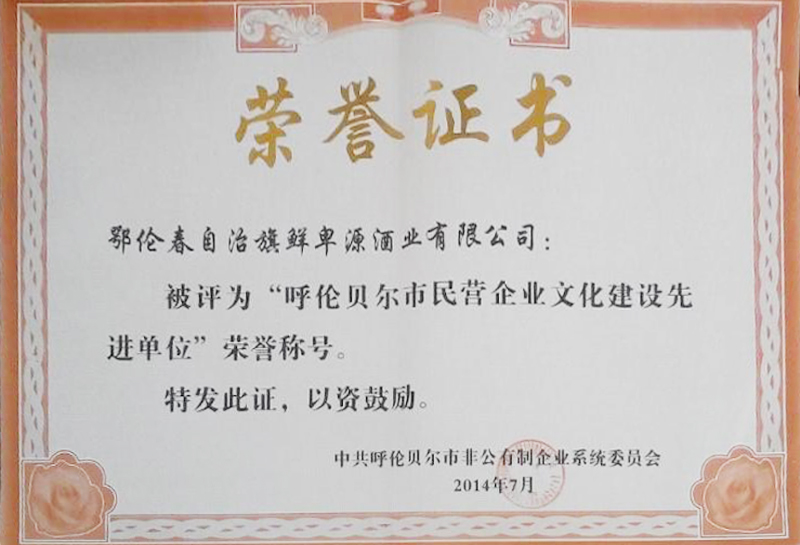 荣誉证书
鄂伦春自治旗鲜卑源酒业有限公司：
被评为“呼伦贝尔市民营企业文化建设先
进单位”荣誉称号。
特发此证，以资鼓励。
中共呼伦贝尔市非公有制企业系统委员会
2014年7月